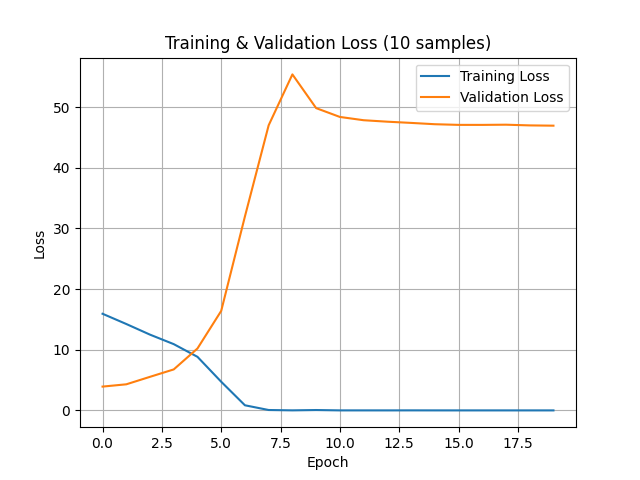 Training & Validation Loss (10 samples)
Training Loss
Validation Loss
Loss
50
40
30
20
10
0
0.0 2.5 5.0 7.5 10.0 12.5 15.0 17.5
Epoch